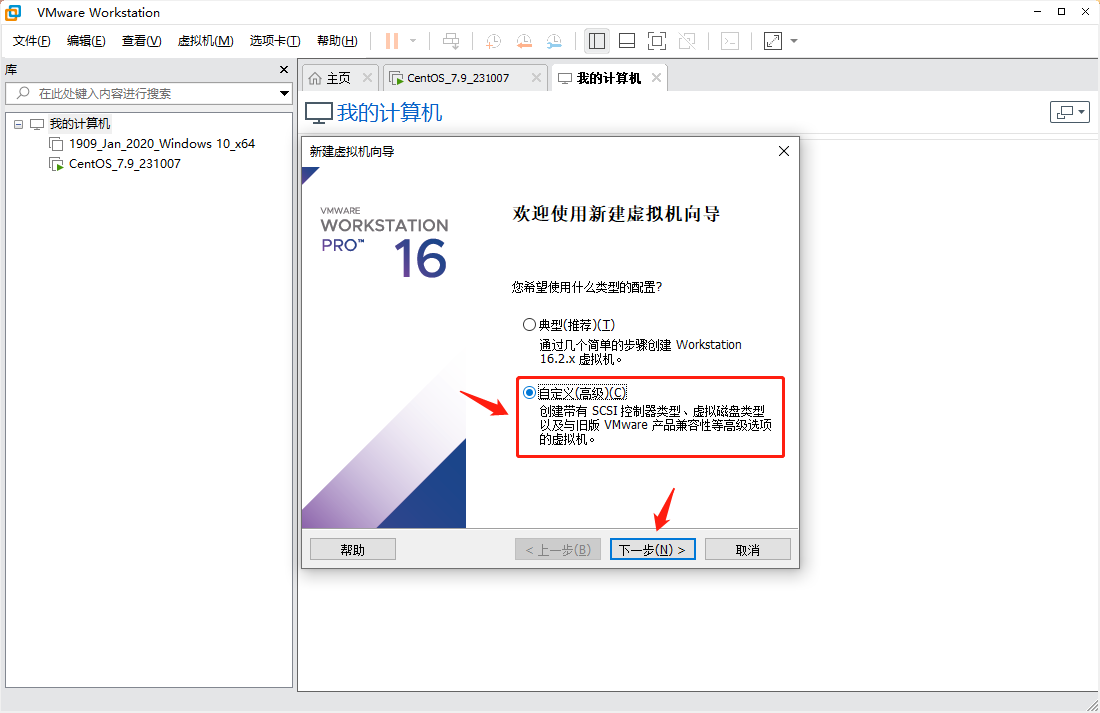 VMware Workstation
文件(F) 编辑(E) 查看(V) 虚拟机(M) 选项卡(T) 帮助(H)
库
在此处键入内容进行搜索
我的计算机
1909_Jan_2020_Windows 10_x64
CentOS_7.9_231007
主页
CentOS_7.9_231007
我的计算机
我的计算机
新建虚拟机向导
VMWARE
WORKSTATION
PRO™ 16
欢迎使用新建虚拟机向导
您希望使用什么类型的配置?
典型(推荐)(T)
通过几个简单的步骤创建 Workstation
16.2.x 虚拟机。
自定义(高级)(C)
创建带有 SCSI 控制器类型、虚拟磁盘类型
以及与旧版 VMware 产品兼容性等高级选项
的虚拟机。
帮助
< 上一步(B)
下一步(N) >
取消